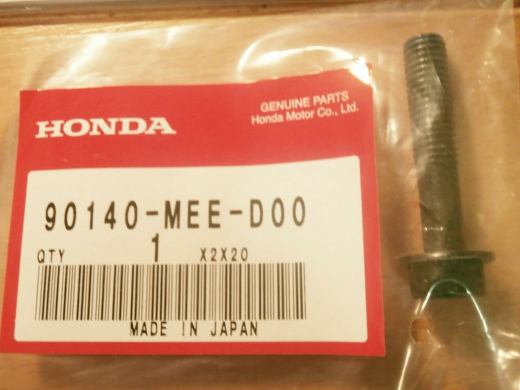 GENUINE PARTS
Honda Motor Co., Ltd.
HONDA
90140-MEE-D00
QTY 1 X2X20
MADE IN JAPAN